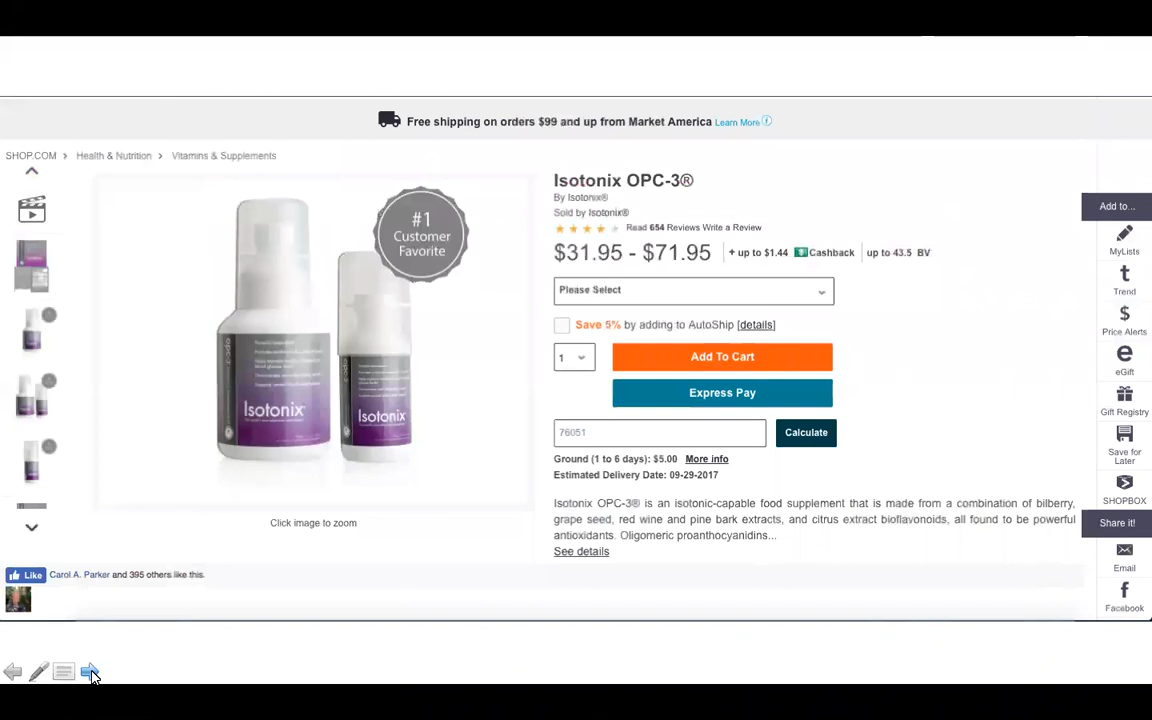 Free shipping on orders $99 and up from Market America Learn More
SHOP.COM > Health & Nutrition > Vitamins & Supplements
#1
Customer
Favorite
Isotonix
Isotonix
Click image to zoom
Isotonix OPC-3®
By Isotonix®
Sold by Isotonix®
Read 654 Reviews Write a Review
$31.95 - $71.95 + up to $1.44 Cashback up to 43.5 BV
Please Select
Save 5% by adding to AutoShip [details]
1 Add To Cart
Express Pay
76051 Calculate
Ground (1 to 6 days): $5.00 More info
Estimated Delivery Date: 09-29-2017
Isotonix OPC-3® is an isotonic-capable food supplement that is made from a combination of bilberry,
grape seed, red wine and pine bark extracts, and citrus extract bioflavonoids, all found to be powerful
antioxidants. Oligomeric proanthocyanidins...
See details
Like Carol A. Parker and 395 others like this.
Add to...
MyLists
Trend
Price Alerts
eGift
Gift Registry
Save for
Later
SHOPBOX
Share it!
Email
Facebook